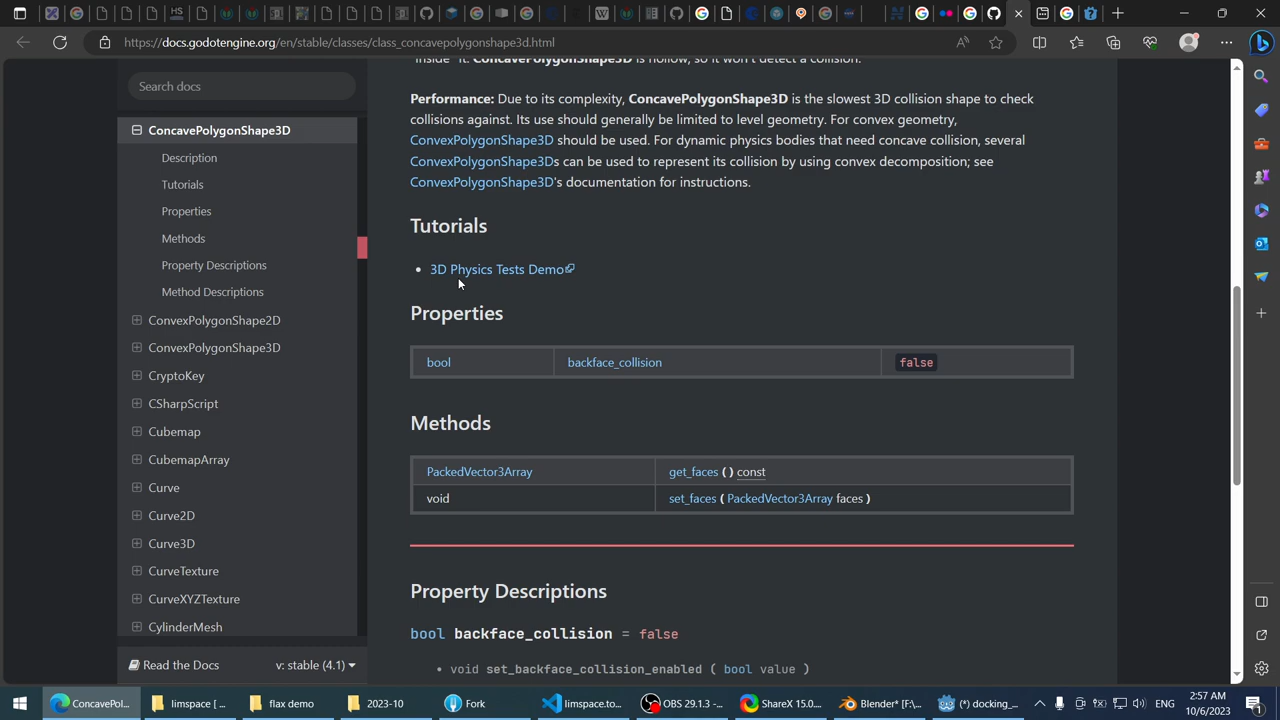 https://docs.godotengine.org/en/stable/classes/class_concavepolygonshape3d.html
Search docs
ConcavePolygonShape3D
Description
Tutorials
Properties
Methods
Property Descriptions
Method Descriptions
ConvexPolygonShape2D
ConvexPolygonShape3D
CryptoKey
CSharpScript
Cubemap
CubemapArray
Curve
Curve2D
Curve3D
CurveTexture
CurveXYZTexture
CylinderMesh
Read the Docs v: stable (4.1)
"inside" it. ConcavePolygonShape3D is hollow, so it won't detect a collision.
Performance: Due to its complexity, ConcavePolygonShape3D is the slowest 3D collision shape to check
collisions against. Its use should generally be limited to level geometry. For convex geometry,
ConvexPolygonShape3D should be used. For dynamic physics bodies that need concave collision, several
ConvexPolygonShape3Ds can be used to represent its collision by using convex decomposition; see
ConvexPolygonShape3D's documentation for instructions.
Tutorials
3D Physics Tests Demo
Properties
bool backface_collision false
Methods
PackedVector3Array get_faces ( ) const
void set_faces ( PackedVector3Array faces )
Property Descriptions
bool backface_collision = false
void set_backface_collision_enabled ( bool value )
ConcavePol... limspace [ ... flax demo 2023-10 Fork limspace.to... OBS 29.1.3 -... ShareX 15.0... Blender* [F:\... (*) docking_... ENG 2:57 AM
10/6/2023
1